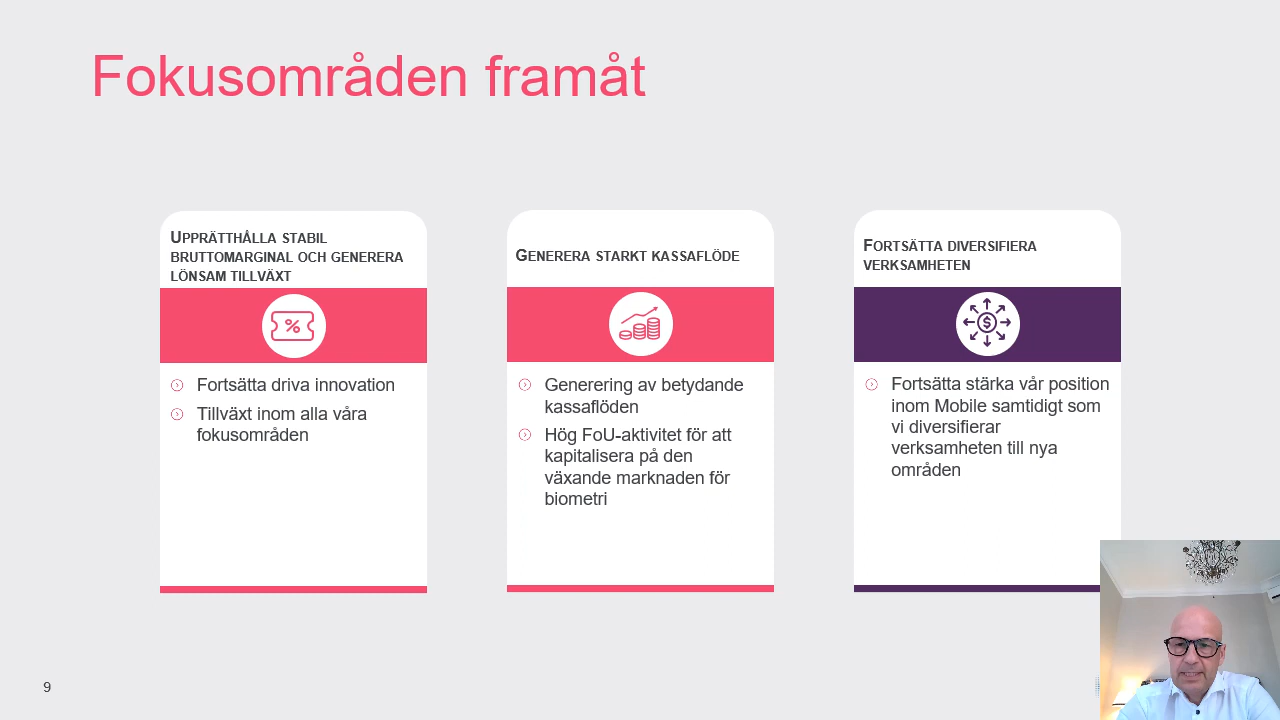 Fokusområden framåt
UPPRÄTTHÅLLA STABIL
BRUTTOMARGINAL OCH GENERERA
LÖNSAM TILLVÄXT
GENERERA STARKT KASSAFLÖDE
FORTSÄTTA DIVERSIFIERA
VERKSAMHETEN
%
$
Fortsätta driva innovation
Tillväxt inom alla våra
fokusområden
Generering av betydande
kassaflöden
Hög FoU-aktivitet för att
kapitalisera på den
växande marknaden för
biometri
Fortsätta stärka vår position
inom Mobile samtidigt som
vi diversifierar
verksamheten till nya
områden
9